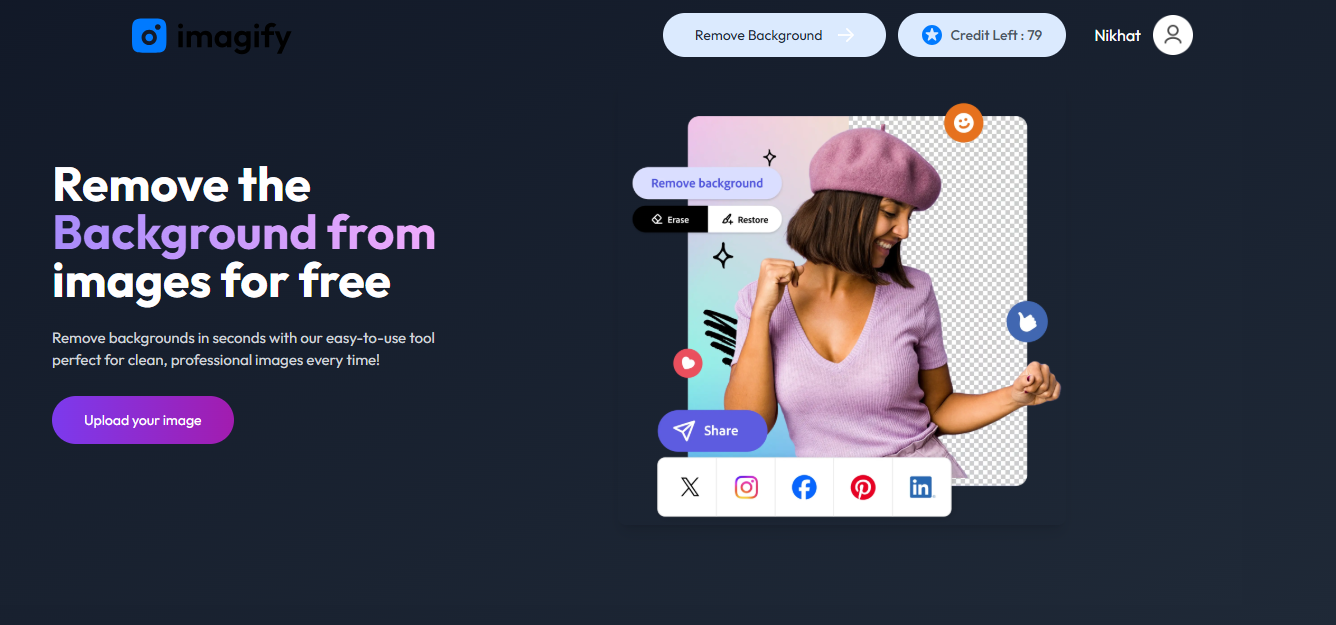 imagify
Remove Background
Credit Left : 79
Nikhat
Remove the
Background from
images for free
Remove backgrounds in seconds with our easy-to-use tool
perfect for clean, professional images every time!
Upload your image
Remove background
Erase
Restore
Share